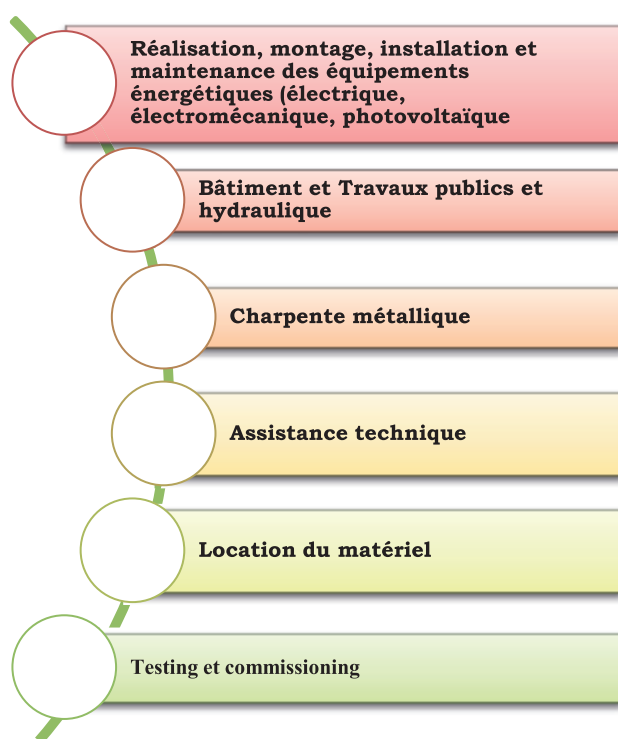 Réalisation, montage, installation et
maintenance des équipements
énergétiques (électrique,
électromécanique, photovoltaïque
Bâtiment et Travaux publics et
hydraulique
Charpente métallique
Assistance technique
Location du matériel
Testing et commissioning